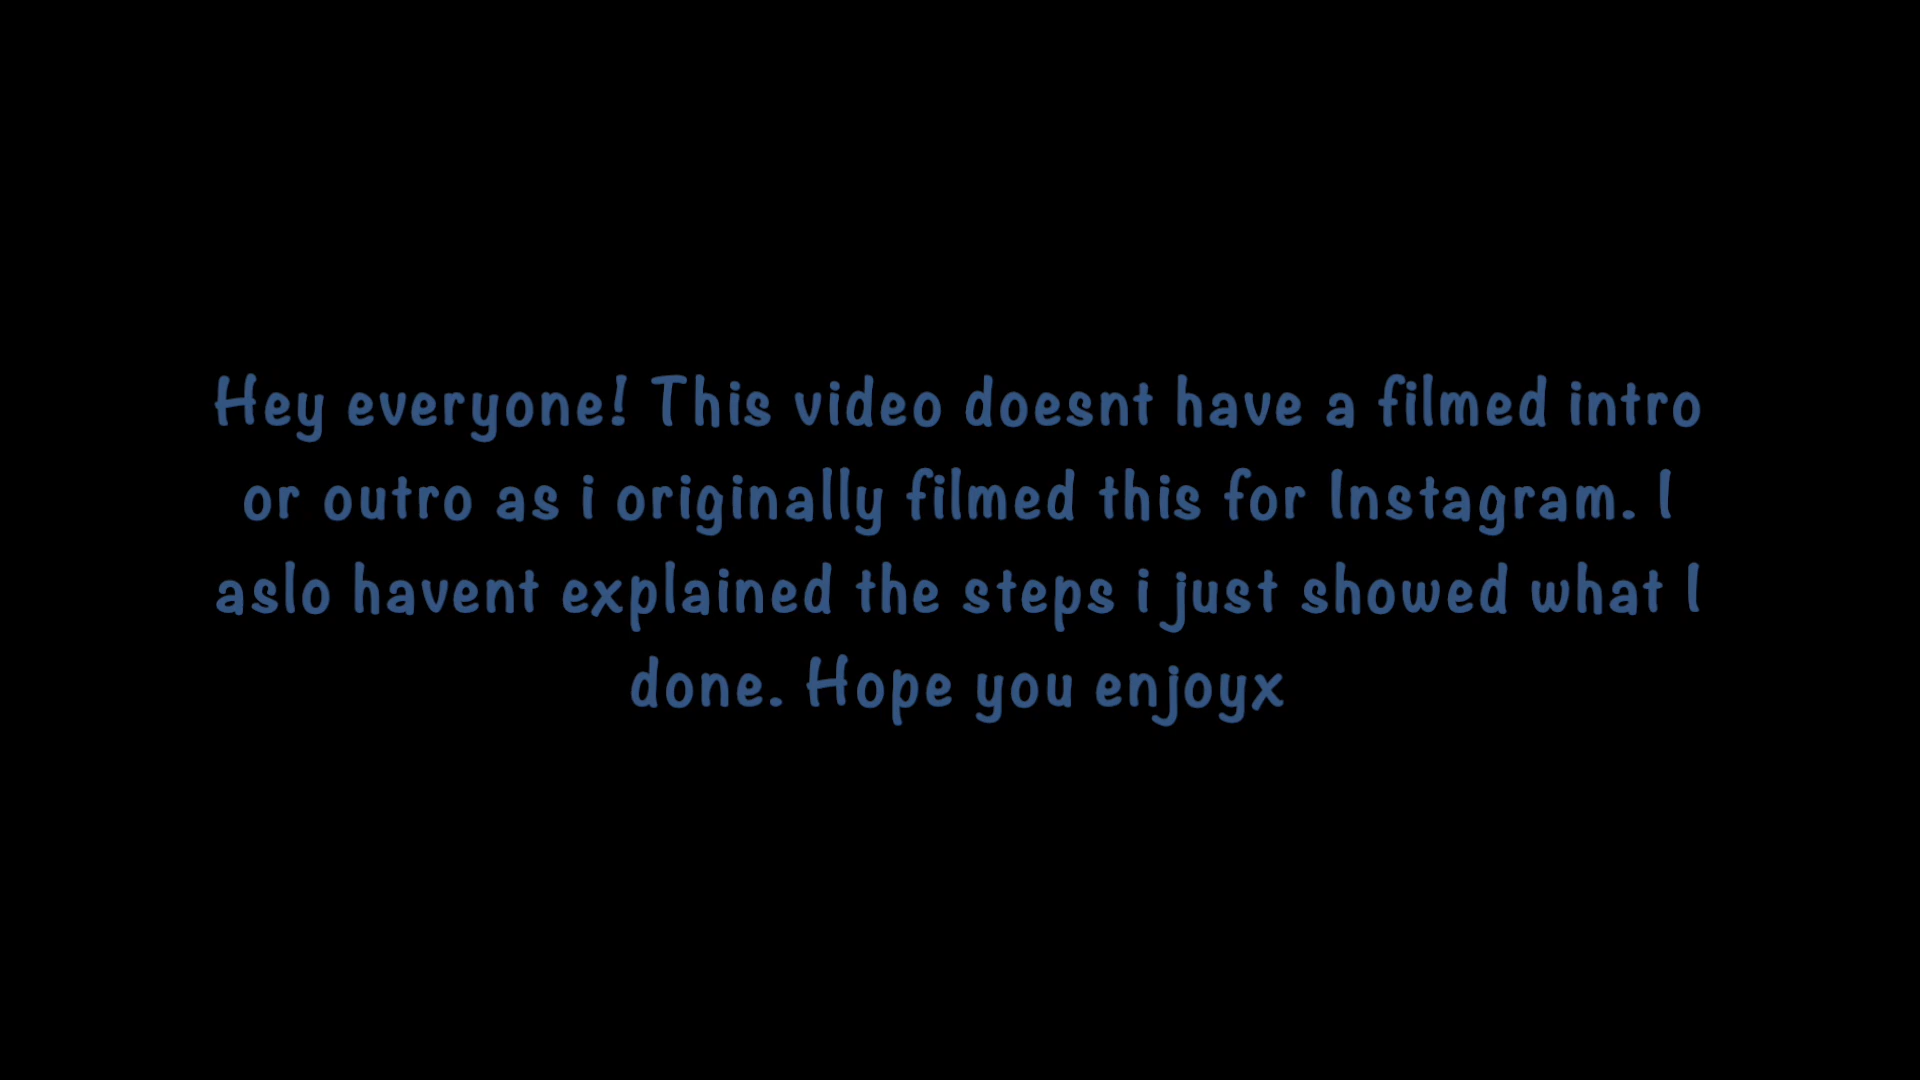 Hey everyone! This video doesnt have a filmed intro
or outro as i originally filmed this for Instagram. I
aslo havent explained the steps i just showed what I
done. Hope you enjoyx